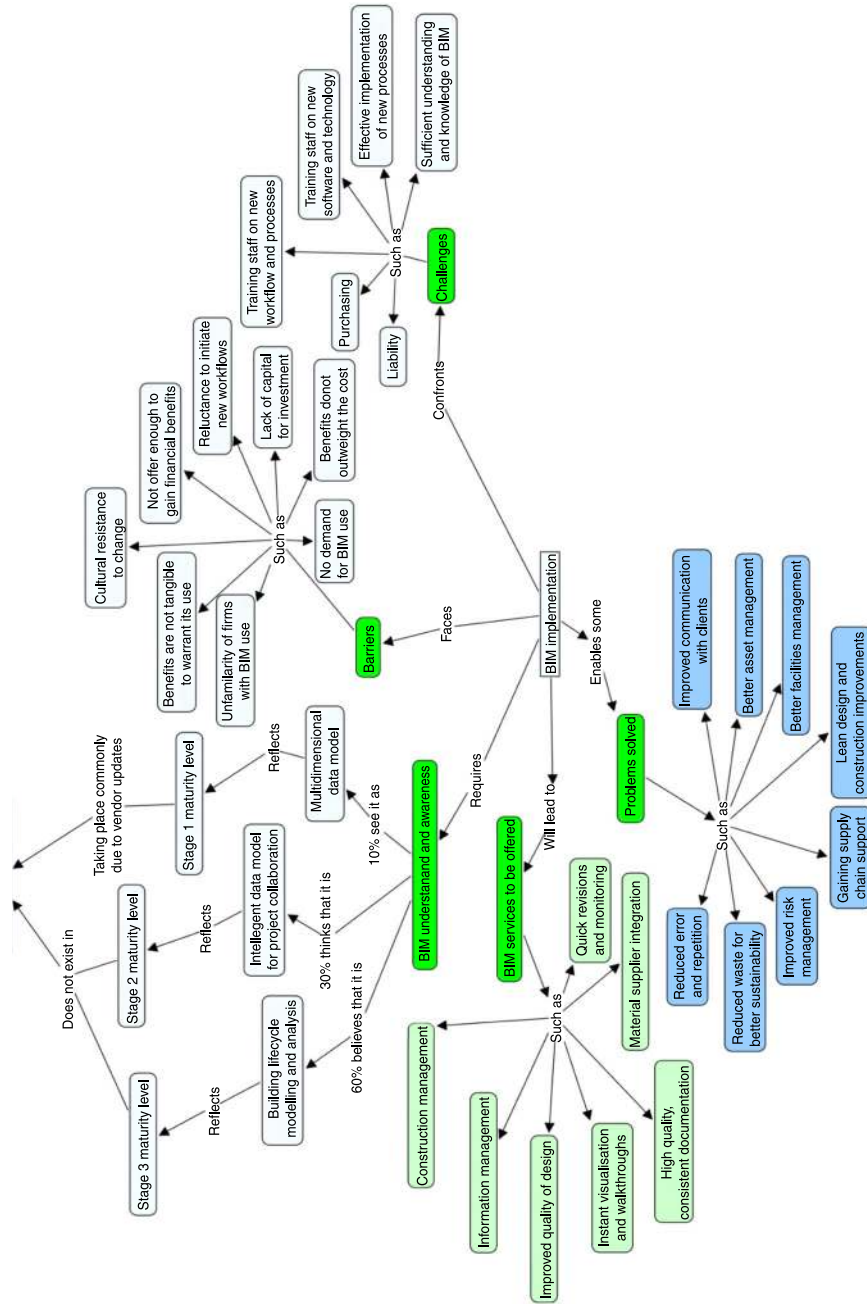 Does not exist in
Taking place commonly
due to vendor updates
Stage 3 maturity level
Stage 2 maturity level
Stage 1 maturity level
Reflects
Reflects
Reflects
Building lifecycle
modelling and analysis
Intellegent data model
for project collaboration
Multidimensional
data model
60% believes that it is
30% thinks that it is
10% see it as
BIM understand and awareness
Requires
Cultural resistance
to change
Benefits are not tangible
to warrant its use
Not offer enough to
gain financial benefits
Unfamilarity of firms
with BIM use
Reluctance to initiate
new workflows
Such as
Lack of capital
for investment
No demand
for BIM use
Benefits donot
outweight the cost
Barriers
Faces
Training staff on new
workflow and processes
Training staff on new
software and technology
Effective implementation
of new processes
Purchasing
Liability
Such as
Sufficient understanding
and knowledge of BIM
Challenges
Confronts
BIM implementation
Will lead to
Enables some
BIM services to be offered
Construction management
Information management
Such as
Quick revisions
and monitoring
Improved quality of design
Instant visualisation
and walkthroughs
High quality,
consistent documentation
Material supplier integration
Problems solved
Such as
Reduced error
and repetition
Improved communication
with clients
Reduced waste for
better sustainability
Better asset management
Improved risk
management
Better facilities management
Gaining supply
chain support
Lean design and
construction improvements